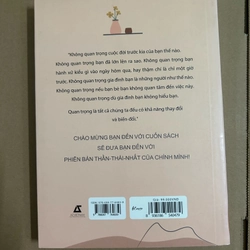 "Không quan trọng cuộc đời trước kia của bạn thế nào.
Không quan trọng bạn đã lớn lên ra sao. Không quan trọng bạn
hành xử kiểu gì vào ngày hôm qua, hay thậm chí là chỉ một giờ
trước. Không quan trọng gia đình bạn là những người như thế nào.
Không quan trọng nếu bạn bè bạn không quan tâm đến việc này.
Không quan trọng dù gia đình bạn không hiểu bạn.
Quan trọng là tất cả chúng ta đều có khả năng thay đổi
và biến đổi."
CHÀO MỪNG BẠN ĐẾN VỚI CUỐN SÁCH
SẼ ĐƯA BẠN ĐẾN VỚI
PHIÊN BẢN THẦN-THÁI-NHẤT CỦA CHÍNH MÌNH!